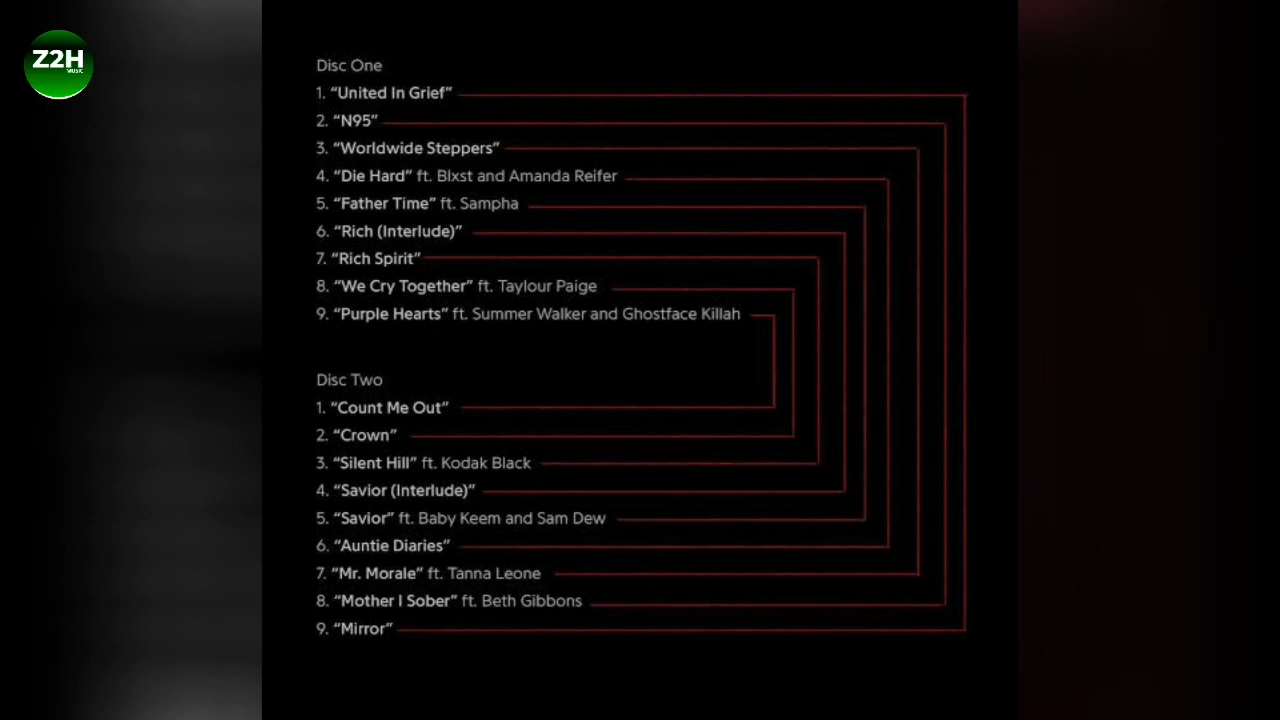 Z2H
MUSIC
Disc One
1. “United In Grief”
2. “N95”
3. “Worldwide Steppers”
4. “Die Hard” ft. Blxst and Amanda Reifer
5. “Father Time” ft. Sampha
6. “Rich (Interlude)”
7. “Rich Spirit”
8. “We Cry Together” ft. Taylour Paige
9. “Purple Hearts” ft. Summer Walker and Ghostface Killah
Disc Two
1. “Count Me Out”
2. “Crown”
3. “Silent Hill” ft. Kodak Black
4. “Savior (Interlude)”
5. “Savior” ft. Baby Keem and Sam Dew
6. “Auntie Diaries”
7. “Mr. Morale” ft. Tanna Leone
8. “Mother I Sober” ft. Beth Gibbons
9. “Mirror”